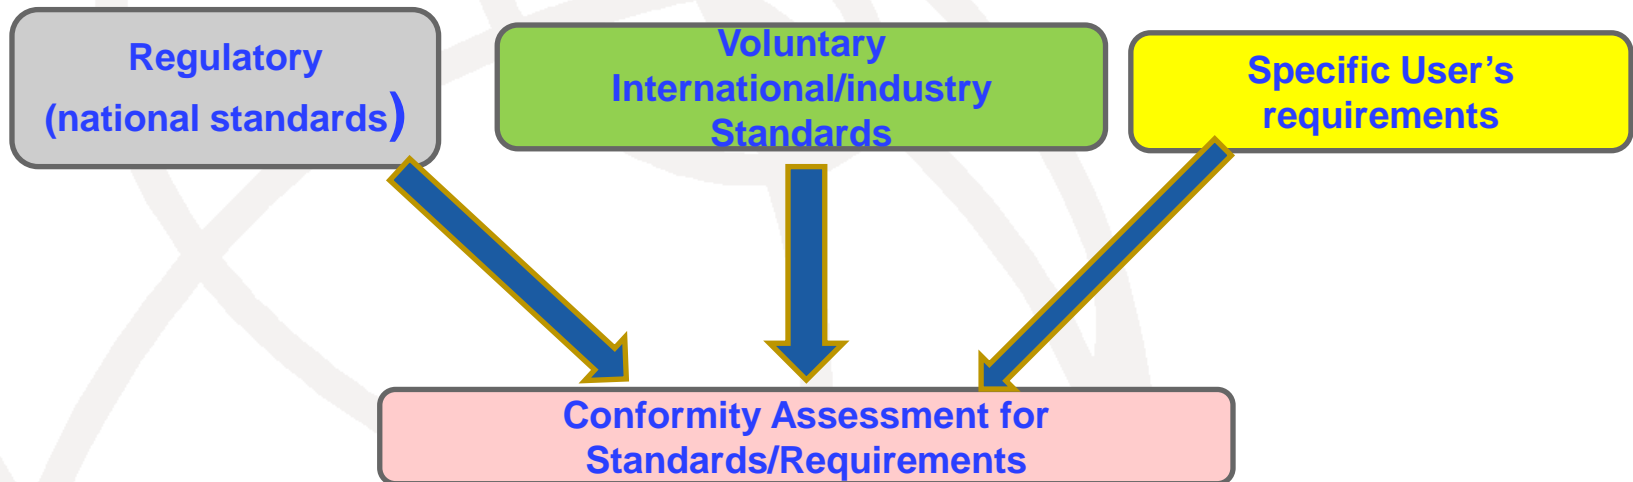 Regulatory
(national standards)
Voluntary
International/industry
Standards
Specific User’s
requirements
Conformity Assessment for
Standards/Requirements